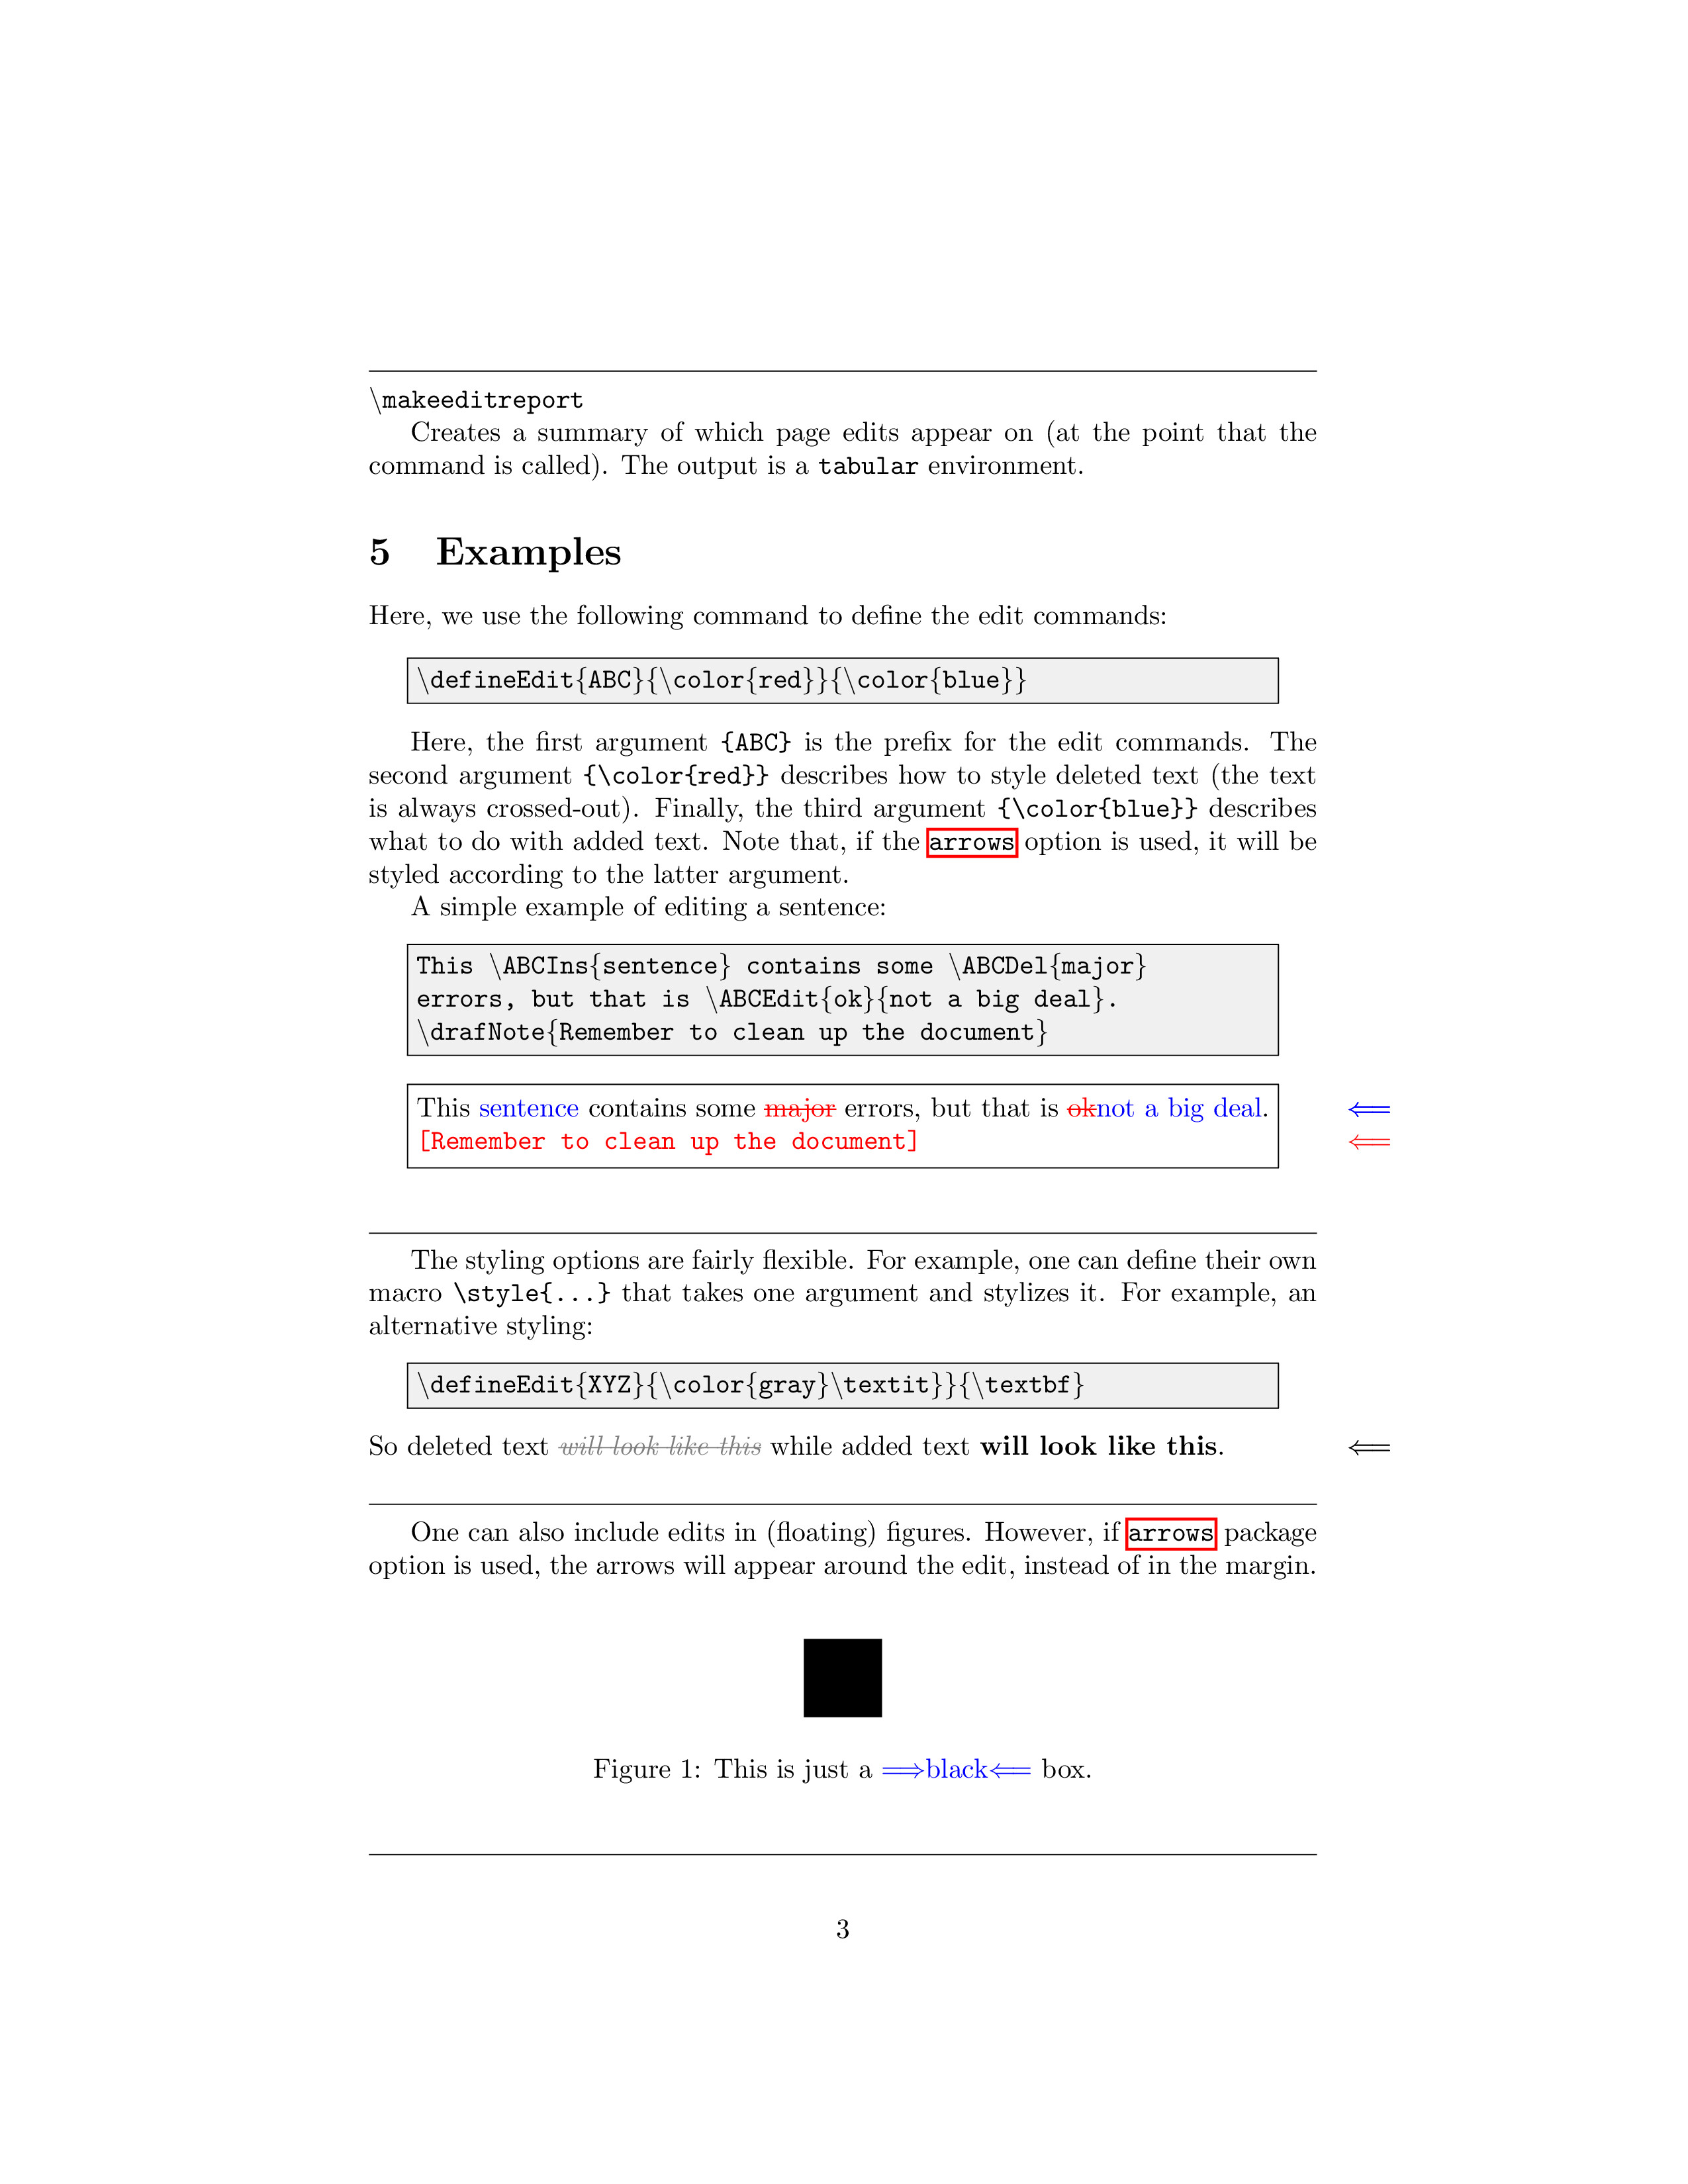 \makeeditreport
Creates a summary of which page edits appear on (at the point that the
command is called). The output is a tabular environment.
5 Examples
Here, we use the following command to define the edit commands:
\defineEdit{ABC}{\color{red}}{\color{blue}}
Here, the first argument {ABC} is the prefix for the edit commands. The
second argument {\color{red}} describes how to style deleted text (the text
is always crossed-out). Finally, the third argument {\color{blue}} describes
what to do with added text. Note that, if the arrows option is used, it will be
styled according to the latter argument.
A simple example of editing a sentence:
This \ABCIns{sentence} contains some \ABCDel{major}
errors, but that is \ABCEdit{ok}{not a big deal}.
\drafNote{Remember to clean up the document}
This sentence contains some major errors, but that is oknot a big deal. ⇐
[Remember to clean up the document] ⇐
The styling options are fairly flexible. For example, one can define their own
macro \style{...} that takes one argument and stylizes it. For example, an
alternative styling:
\defineEdit{XYZ}{\color{gray}\textit}}{\textbf}
So deleted text will look like this while added text will look like this. ⇐
One can also include edits in (floating) figures. However, if arrows package
option is used, the arrows will appear around the edit, instead of in the margin.
Figure 1: This is just a ⇒black⇐ box.
3